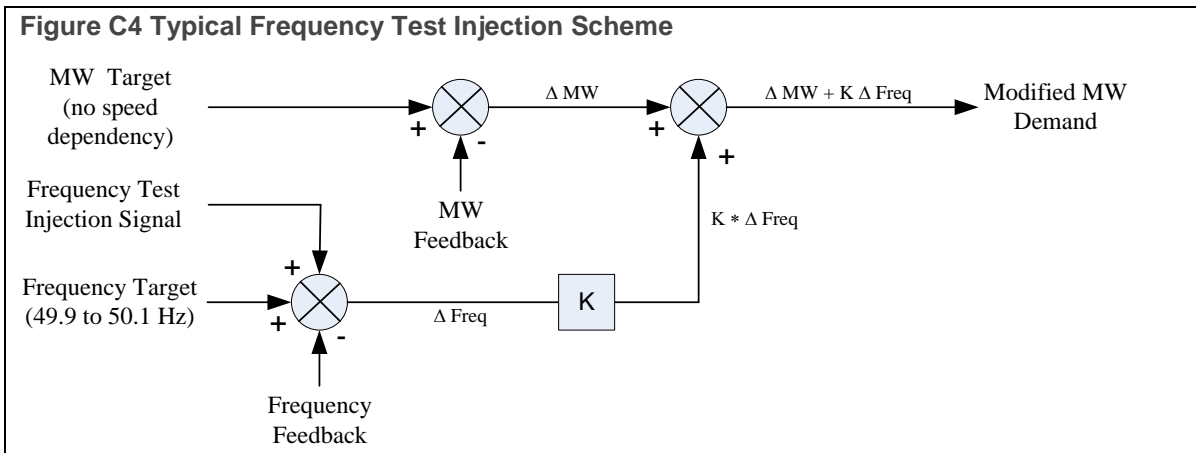 Figure C4 Typical Frequency Test Injection Scheme
MW Target
(no speed
dependency)
+
-
Δ MW
MW
Feedback
+
+
Δ MW + K Δ Freq
Modified MW
Demand
Frequency Test
Injection Signal
K * Δ Freq
Frequency Target
(49.9 to 50.1 Hz)
+
+
-
Δ Freq
K
Frequency
Feedback